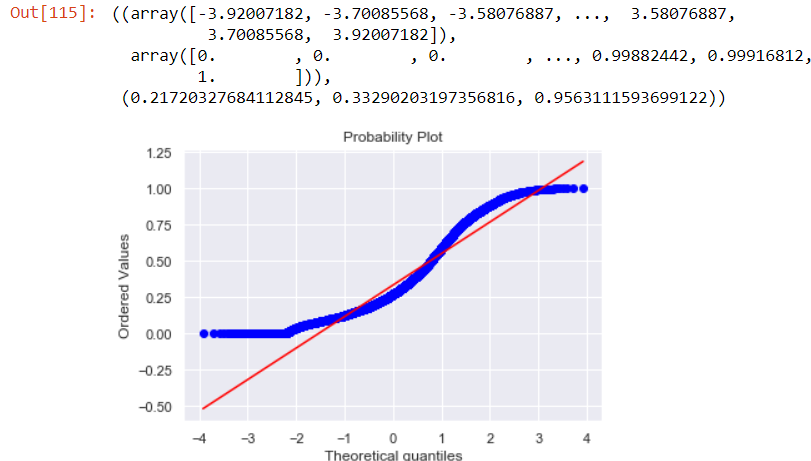 Out[115]: ((array([-3.92007182, -3.70085568, -3.58076887, ...,  3.58076887,
3.70085568,  3.92007182]),
array([0.        , 0.        , 0.        , ..., 0.99882442, 0.99916812,
1.        ])),
(0.21720327684112845, 0.33290203197356816, 0.9563111593699122))
Probability Plot
1.25
1.00
0.75
0.50
0.25
0.00
−0.25
−0.50
Ordered Values
−4 −3 −2 −1 0 1 2 3 4
Theoretical quantiles